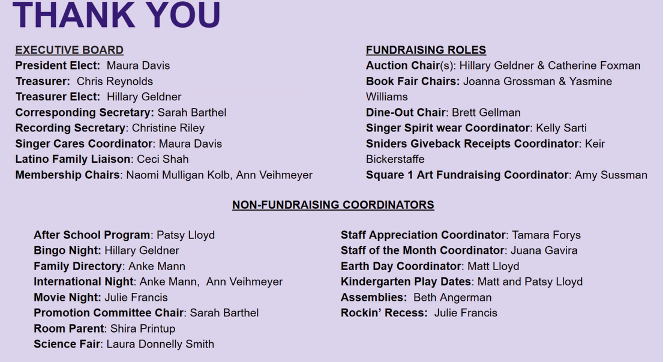 THANK YOU
EXECUTIVE BOARD
President Elect: Maura Davis
Treasurer: Chris Reynolds
Treasurer Elect: Hillary Geldner
Corresponding Secretary: Sarah Barthel
Recording Secretary: Christine Riley
Singer Cares Coordinator: Maura Davis
Latino Family Liaison: Ceci Shah
Membership Chairs: Naomi Mulligan Kolb, Ann Veihmeyer
FUNDRAISING ROLES
Auction Chair(s): Hillary Geldner & Catherine Foxman
Book Fair Chairs: Joanna Grossman & Yasmine
Williams
Dine-Out Chair: Brett Gellman
Singer Spirit wear Coordinator: Kelly Sarti
Sniders Giveback Receipts Coordinator: Keir
Bickerstaffe
Square 1 Art Fundraising Coordinator: Amy Sussman
NON-FUNDRAISING COORDINATORS
After School Program: Patsy Lloyd
Bingo Night: Hillary Geldner
Family Directory: Anke Mann
International Night: Anke Mann, Ann Veihmeyer
Movie Night: Julie Francis
Promotion Committee Chair: Sarah Barthel
Room Parent: Shira Printup
Science Fair: Laura Donnelly Smith
Staff Appreciation Coordinator: Tamara Forys
Staff of the Month Coordinator: Juana Gavira
Earth Day Coordinator: Matt Lloyd
Kindergarten Play Dates: Matt and Patsy Lloyd
Assemblies: Beth Angerman
Rockin' Recess: Julie Francis